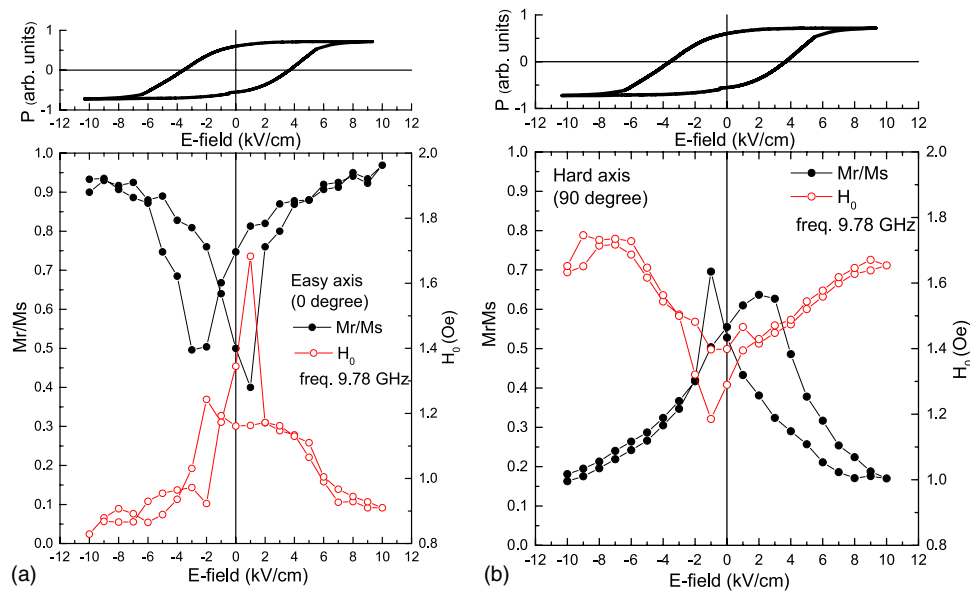 P (arb. units)
1
0
-1
-12 -10 -8 -6 -4 -2 0 2 4 6 8 10 12
E-field (kV/cm)
1.0
0.9
0.8
0.7
0.6
0.5
0.4
0.3
0.2
0.1
0.0
Mr/Ms
2.0
1.8
1.6
1.4
1.2
1.0
0.8
H0 (Oe)
Easy axis
(0 degree)
Mr/Ms
H0
freq. 9.78 GHz
-12 -10 -8 -6 -4 -2 0 2 4 6 8 10 12
E-field (kV/cm)
(a)
P (arb. units)
1
0
-1
-12 -10 -8 -6 -4 -2 0 2 4 6 8 10 12
E-field (kV/cm)
1.0
0.9
0.8
0.7
0.6
0.5
0.4
0.3
0.2
0.1
0.0
MrMs
2.0
1.8
1.6
1.4
1.2
1.0
0.8
H0 (Oe)
Hard axis
(90 degree)
Mr/Ms
H0
freq. 9.78 GHz
-12 -10 -8 -6 -4 -2 0 2 4 6 8 10 12
E-field (kV/cm)
(b)